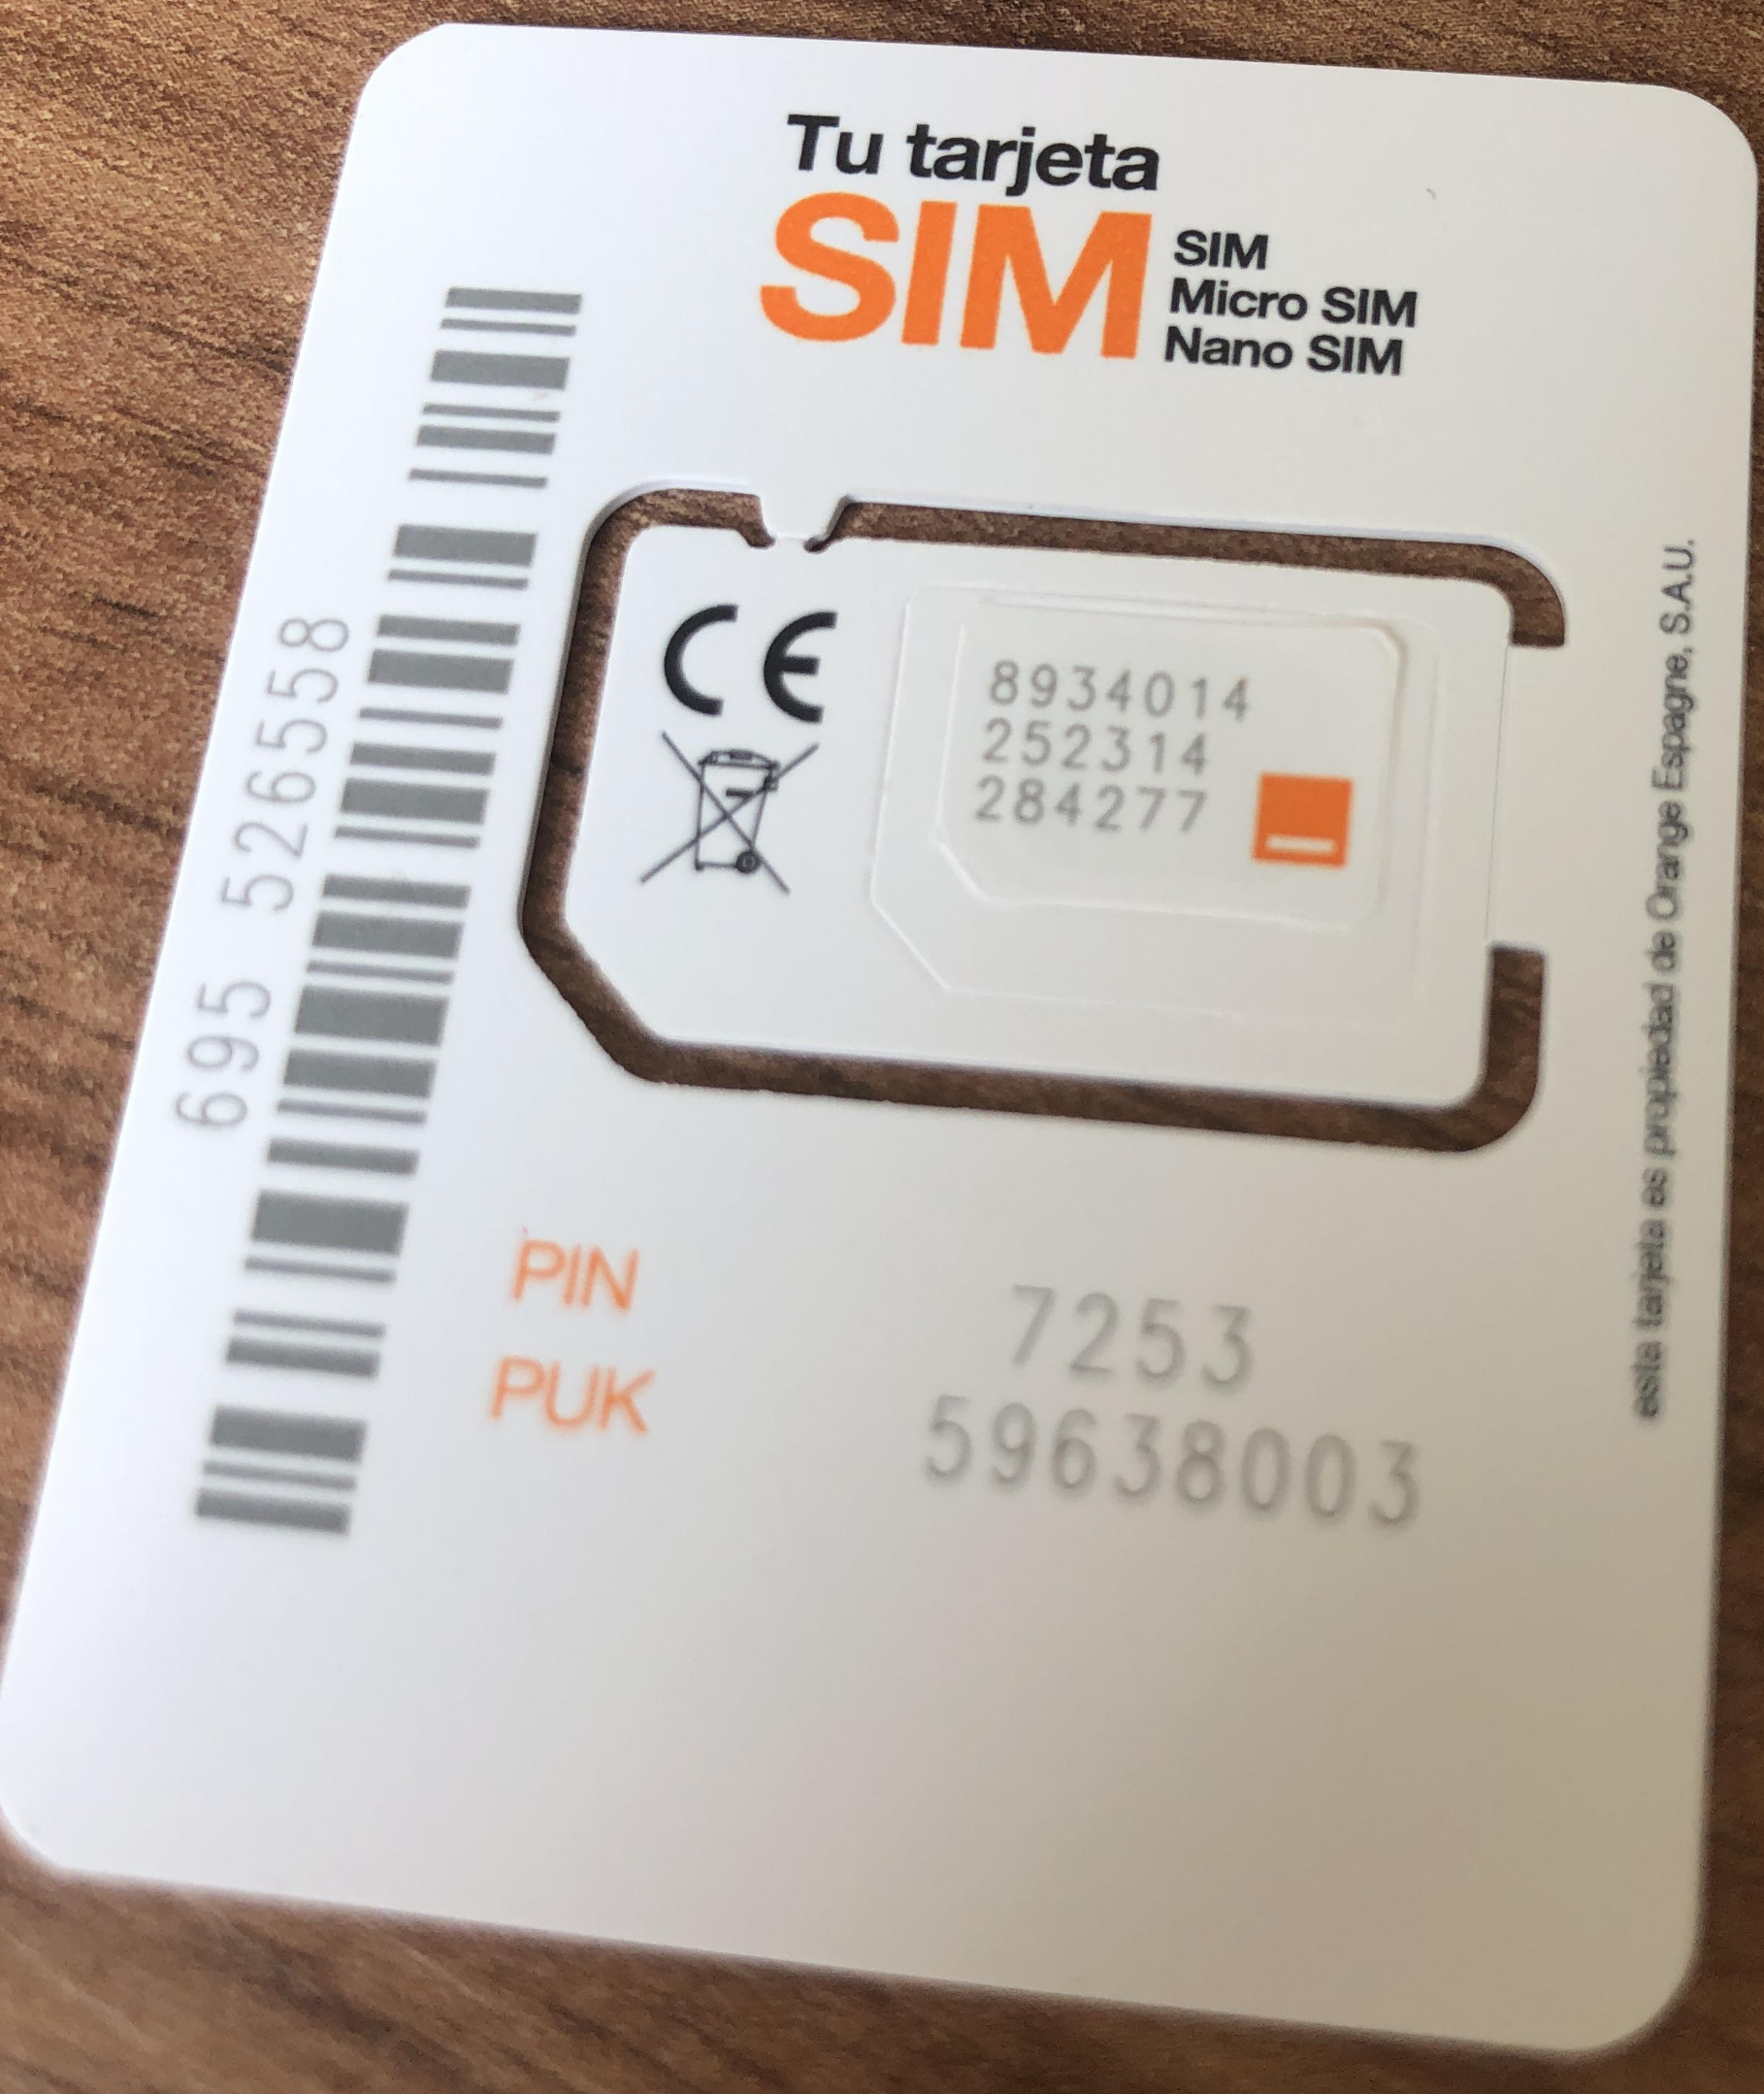 Tu tarjeta
SIM
SIM
Micro SIM
Nano SIM
695 526558
CE
8934014
252314
284277
PIN 7253
PUK 59638003
esta tarjeta es propiedad de Orange Espagne, S.A.U.